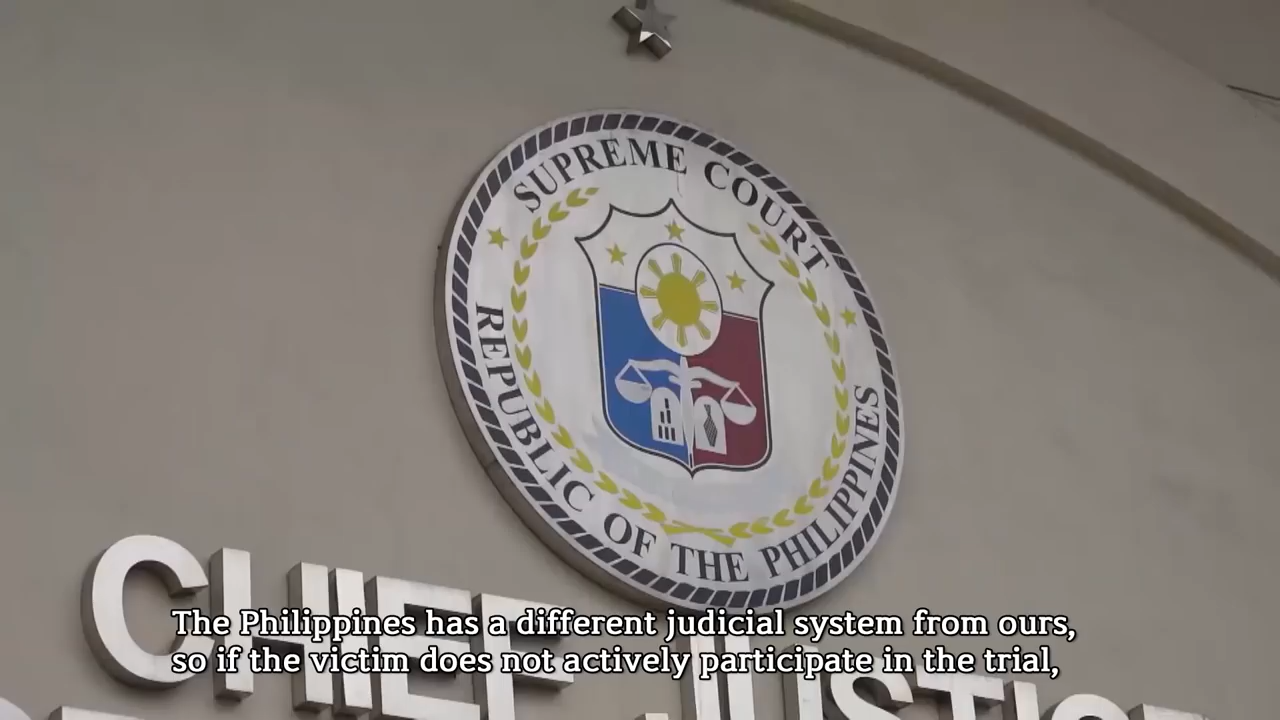 SUPREME COURT
REPUBLIC OF THE PHILIPPINES
CHIEF JUSTICE
The Philippines has a different judicial system from ours,
so if the victim does not actively participate in the trial,